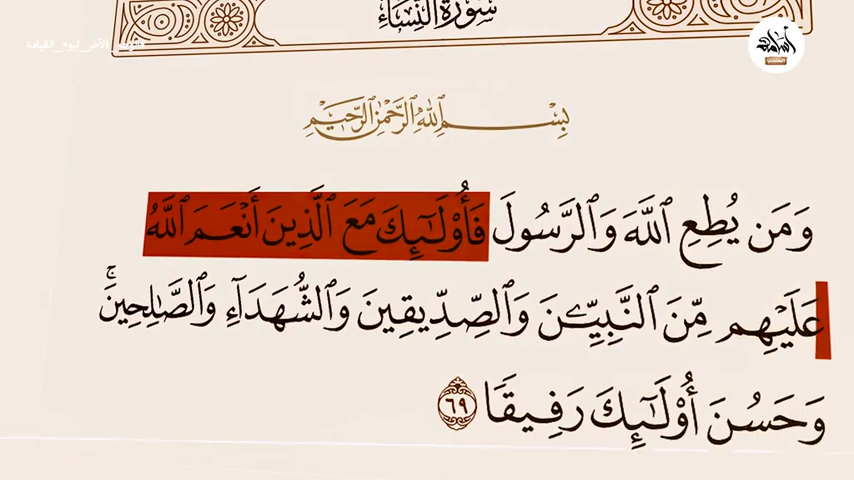 سُورَةُ النِّسَاءِ
بِسْمِ ٱللَّهِ ٱلرَّحْمَٰنِ ٱلرَّحِيمِ
وَمَن يُطِعِ ٱللَّهَ وَٱلرَّسُولَ فَأُوْلَـٰٓئِكَ مَعَ ٱلَّذِينَ أَنْعَمَ ٱللَّهُ
عَلَيْهِم مِّنَ ٱلنَّبِيِّـۧنَ وَٱلصِّدِّيقِينَ وَٱلشُّهَدَآءِ وَٱلصَّـٰلِحِينَۚ
وَحَسُنَ أُوْلَـٰٓئِكَ رَفِيقًا ٦٩